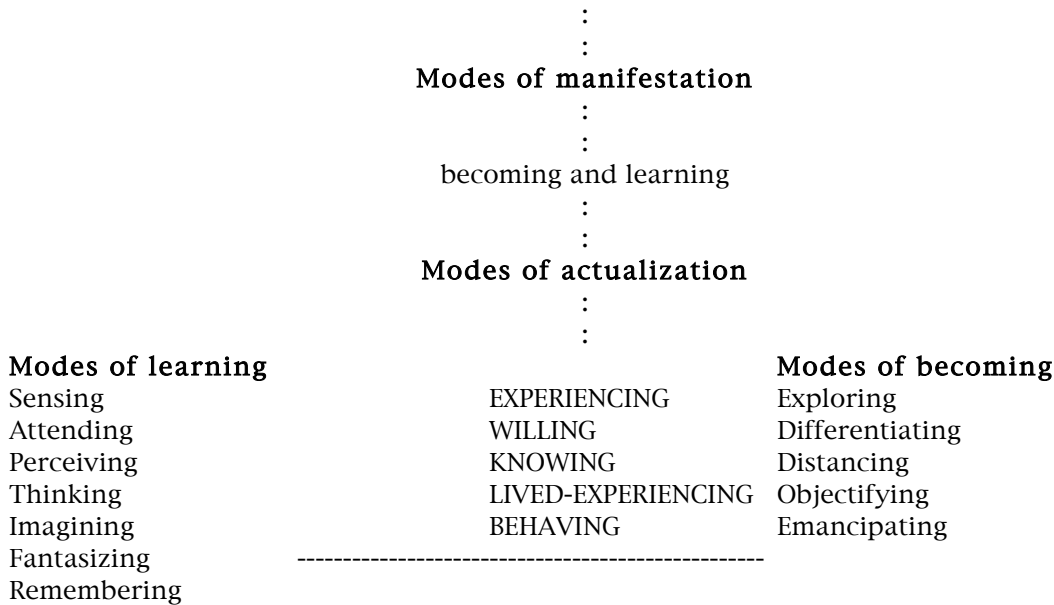 :
:
Modes of manifestation
:
:
becoming and learning
:
:
Modes of actualization
:
:
Modes of learning Modes of becoming
Sensing EXPERIENCING Exploring
Attending WILLING Differentiating
Perceiving KNOWING Distancing
Thinking LIVED-EXPERIENCING Objectifying
Imagining BEHAVING Emancipating
Fantasizing ---------------------------------------------------
Remembering